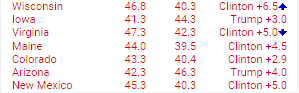 Wisconsin 46.8 40.3 Clinton +6.5
Iowa 41.3 44.3 Trump +3.0
Virginia 47.3 42.3 Clinton +5.0
Maine 44.0 39.5 Clinton +4.5
Colorado 43.3 40.4 Clinton +2.9
Arizona 42.3 46.3 Trump +4.0
New Mexico 45.3 40.3 Clinton +5.0